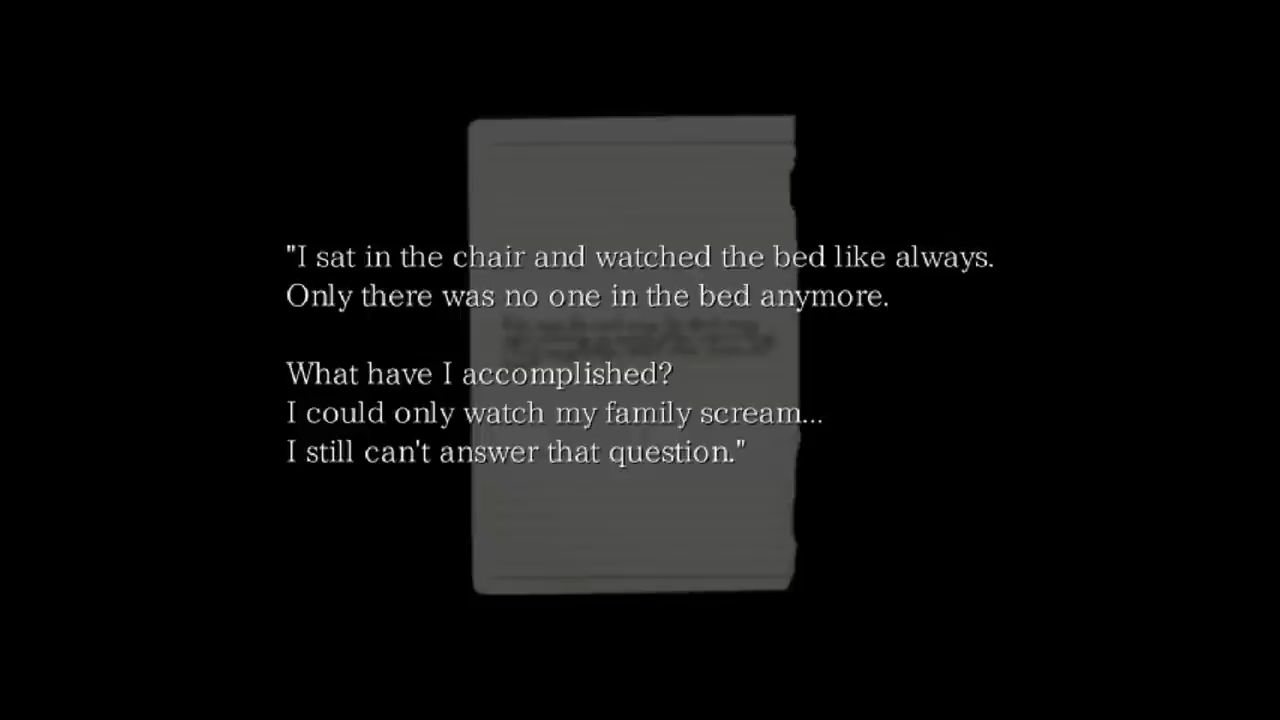 "I sat in the chair and watched the bed like always.
Only there was no one in the bed anymore.
What have I accomplished?
I could only watch my family scream...
I still can't answer that question."